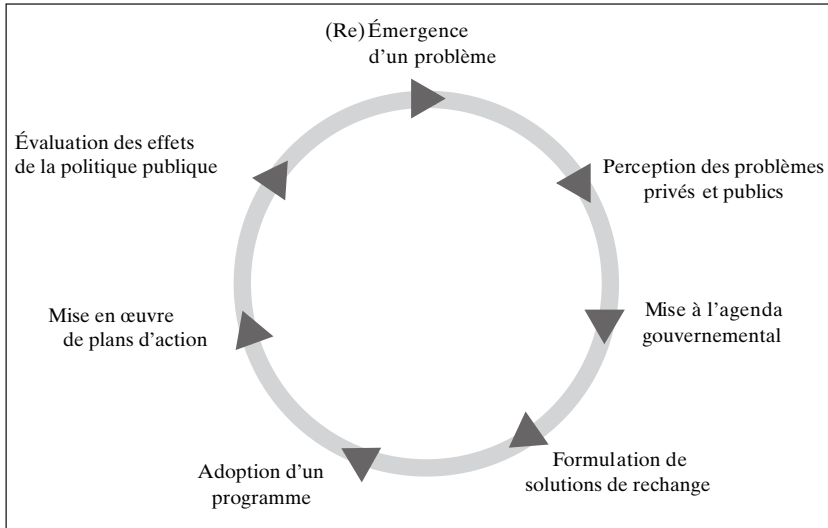 (Re) Émergence
d'un problème
Perception des problèmes
privés et publics
Mise à l'agenda
gouvernemental
Formulation de
solutions de rechange
Adoption d'un
programme
Mise en œuvre
de plans d'action
Évaluation des effets
de la politique publique